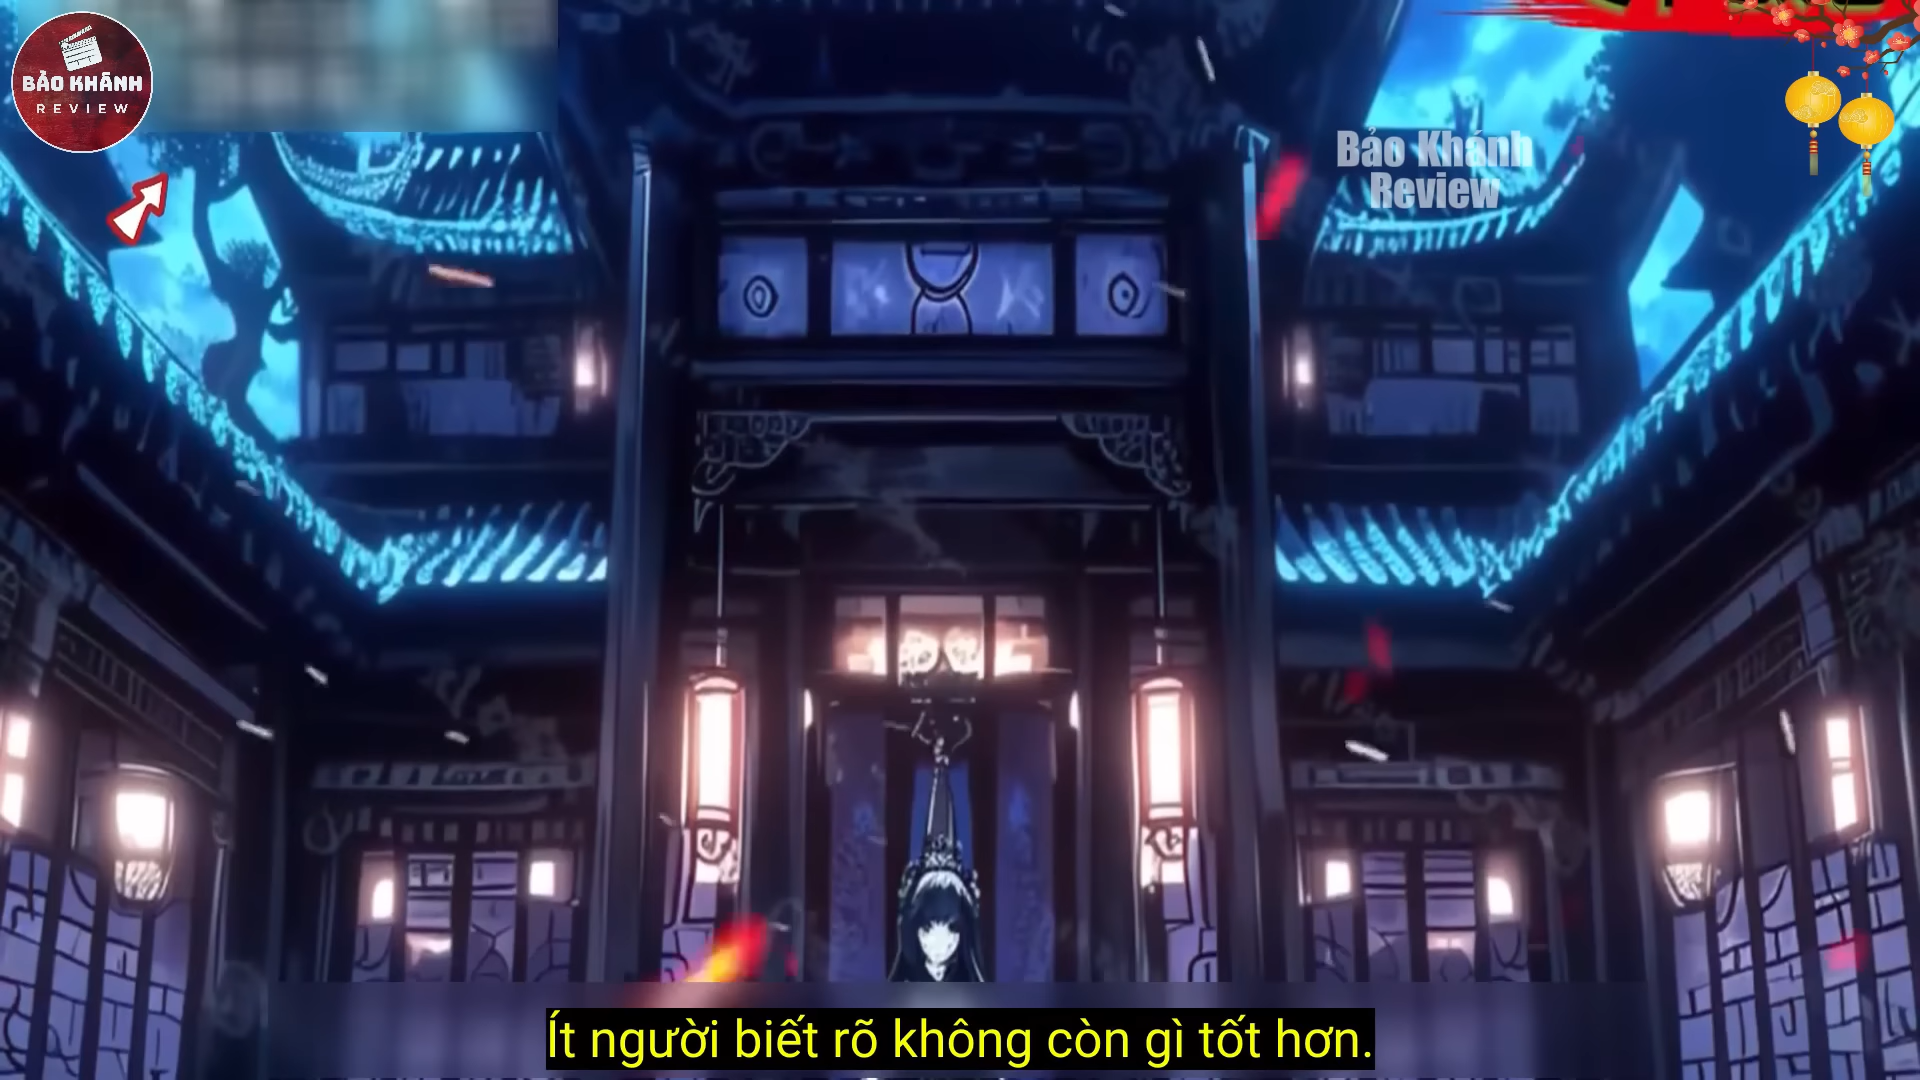 BẢO KHÁNH
REVIEW
Bảo Khánh
Review
Ít người biết rõ không còn gì tốt hơn.